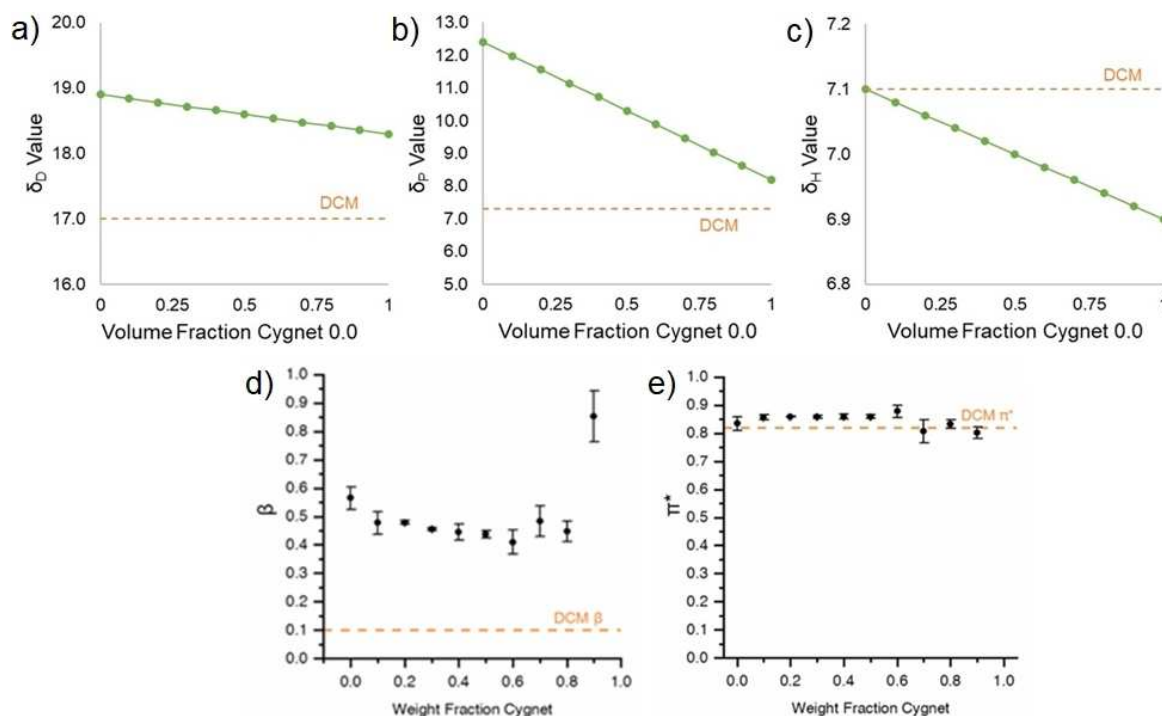 a)
20.0
19.0
18.0
17.0
16.0
δD Value
DCM
0 0.25 0.5 0.75 1
Volume Fraction Cygnet 0.0
b)
13.0
12.0
11.0
10.0
9.0
8.0
7.0
6.0
5.0
δP Value
DCM
0 0.25 0.5 0.75 1
Volume Fraction Cygnet 0.0
c)
7.2
7.1
7.0
6.9
6.8
δH Value
DCM
0 0.25 0.5 0.75 1
Volume Fraction Cygnet 0.0
d)
1.0
0.9
0.8
0.7
0.6
0.5
0.4
0.3
0.2
0.1
0.0
β
DCM β
0.0 0.2 0.4 0.6 0.8 1.0
Weight Fraction Cygnet
e)
1.0
0.9
0.8
0.7
0.6
0.5
0.4
0.3
0.2
0.1
0.0
π*
DCM π*
0.0 0.2 0.4 0.6 0.8 1.0
Weight Fraction Cygnet